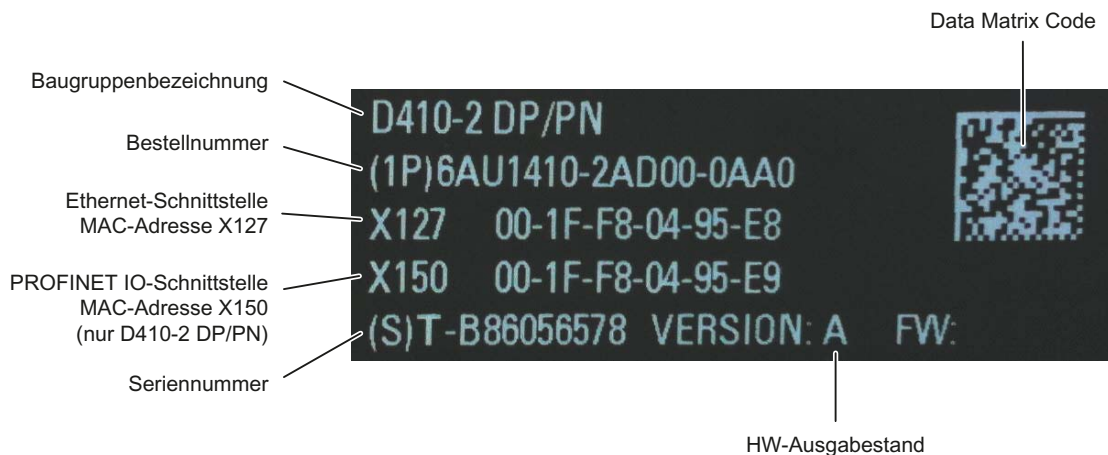 Data Matrix Code
Baugruppenbezeichnung
Bestellnummer
Ethernet-Schnittstelle
MAC-Adresse X127
PROFINET IO-Schnittstelle
MAC-Adresse X150
(nur D410-2 DP/PN)
Seriennummer
D410-2 DP/PN
(1P)6AU1410-2AD00-0AA0
X127 00-1F-F8-04-95-E8
X150 00-1F-F8-04-95-E9
(S)T-B86056578 VERSION: A FW:
HW-Ausgabestand